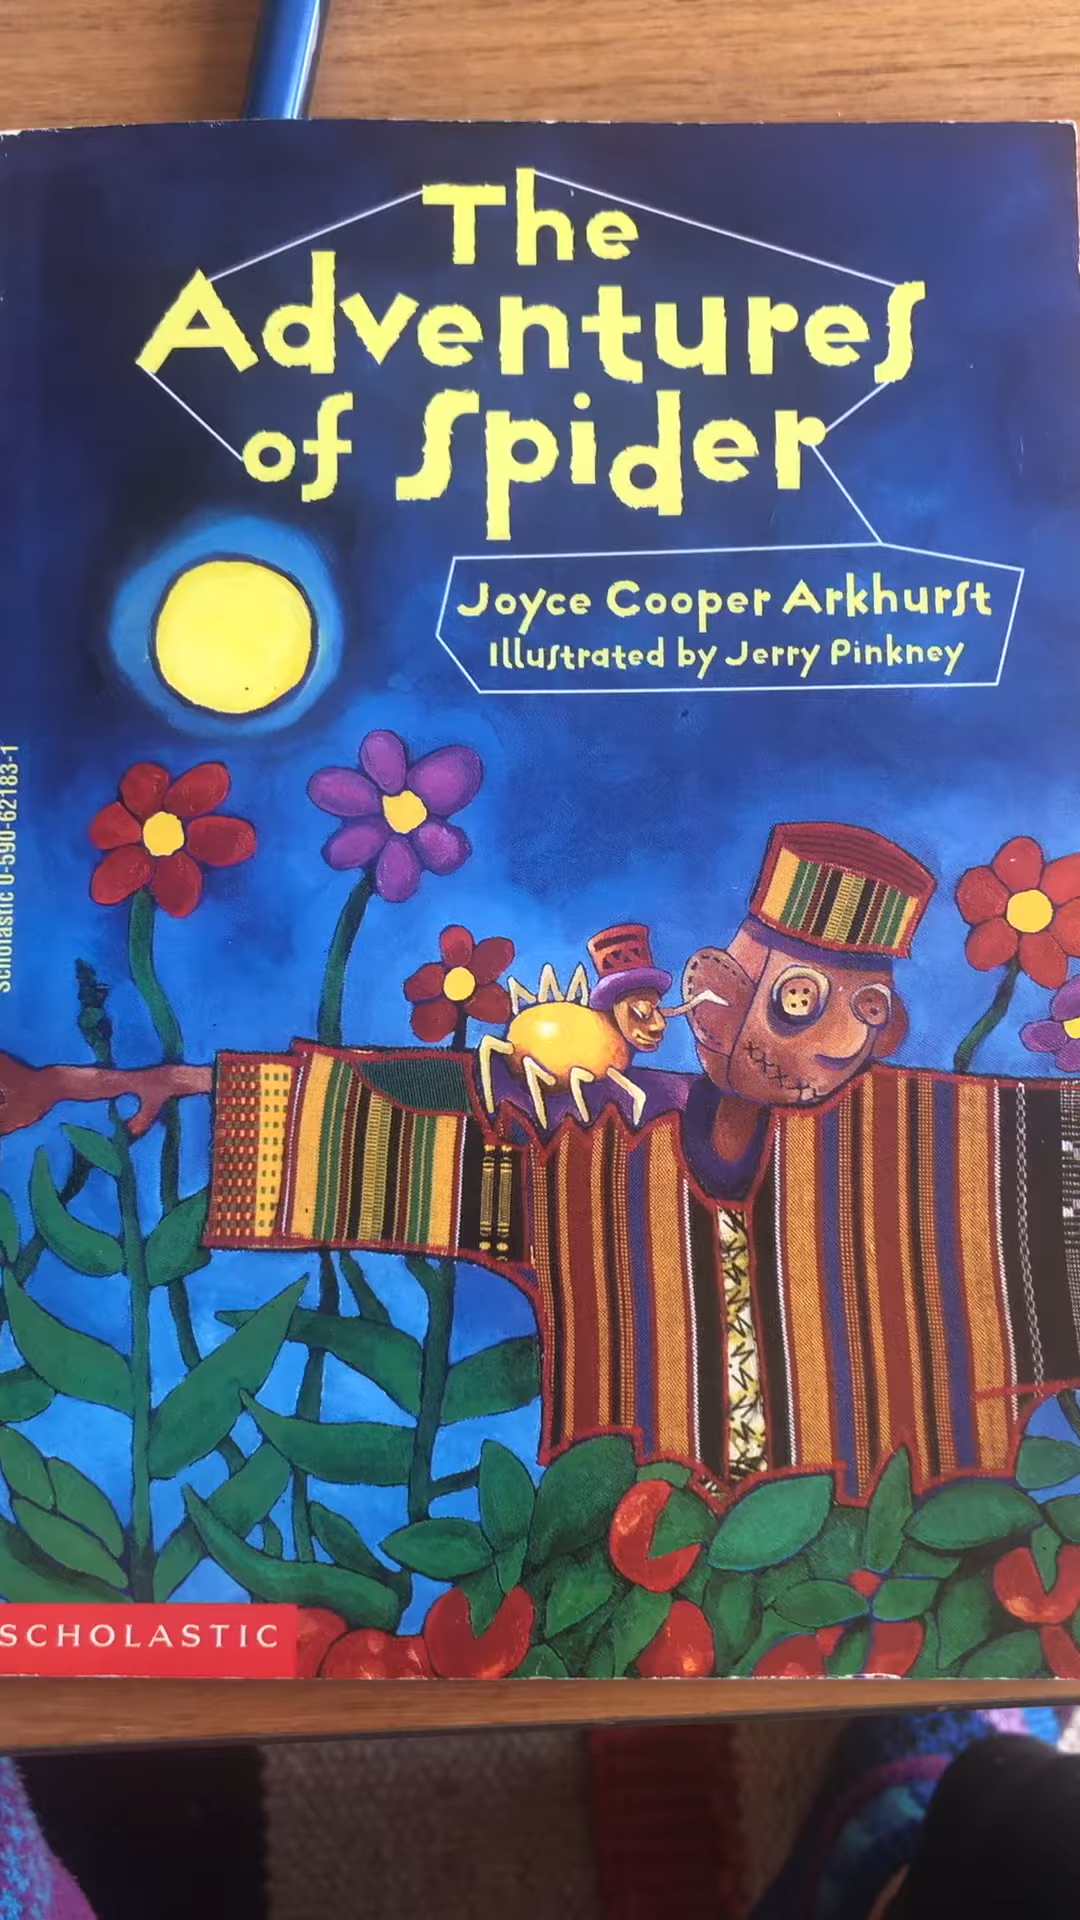 The
Adventures
of Spider
Joyce Cooper Arkhurst
Illustrated by Jerry Pinkney
Scholastic 0-590-62183-1
SCHOLASTIC